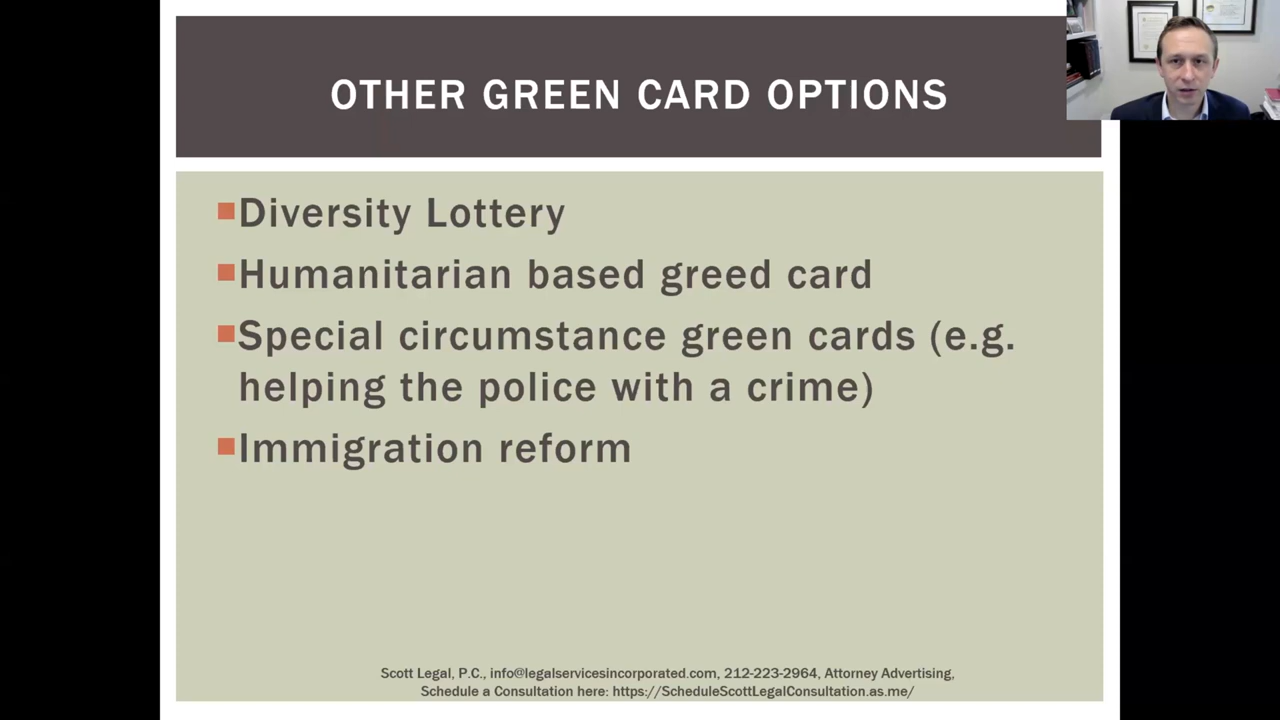 OTHER GREEN CARD OPTIONS
Diversity Lottery
Humanitarian based greed card
Special circumstance green cards (e.g.
helping the police with a crime)
Immigration reform
Scott Legal, P.C., info@legalservicesincorporated.com, 212-223-2964, Attorney Advertising,
Schedule a Consultation here: https://ScheduleScottLegalConsultation.as.me/